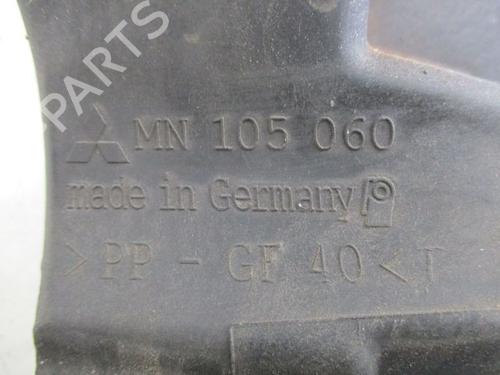 PARTS
MN 105 060
made in Germany
>PP - GF 40< T